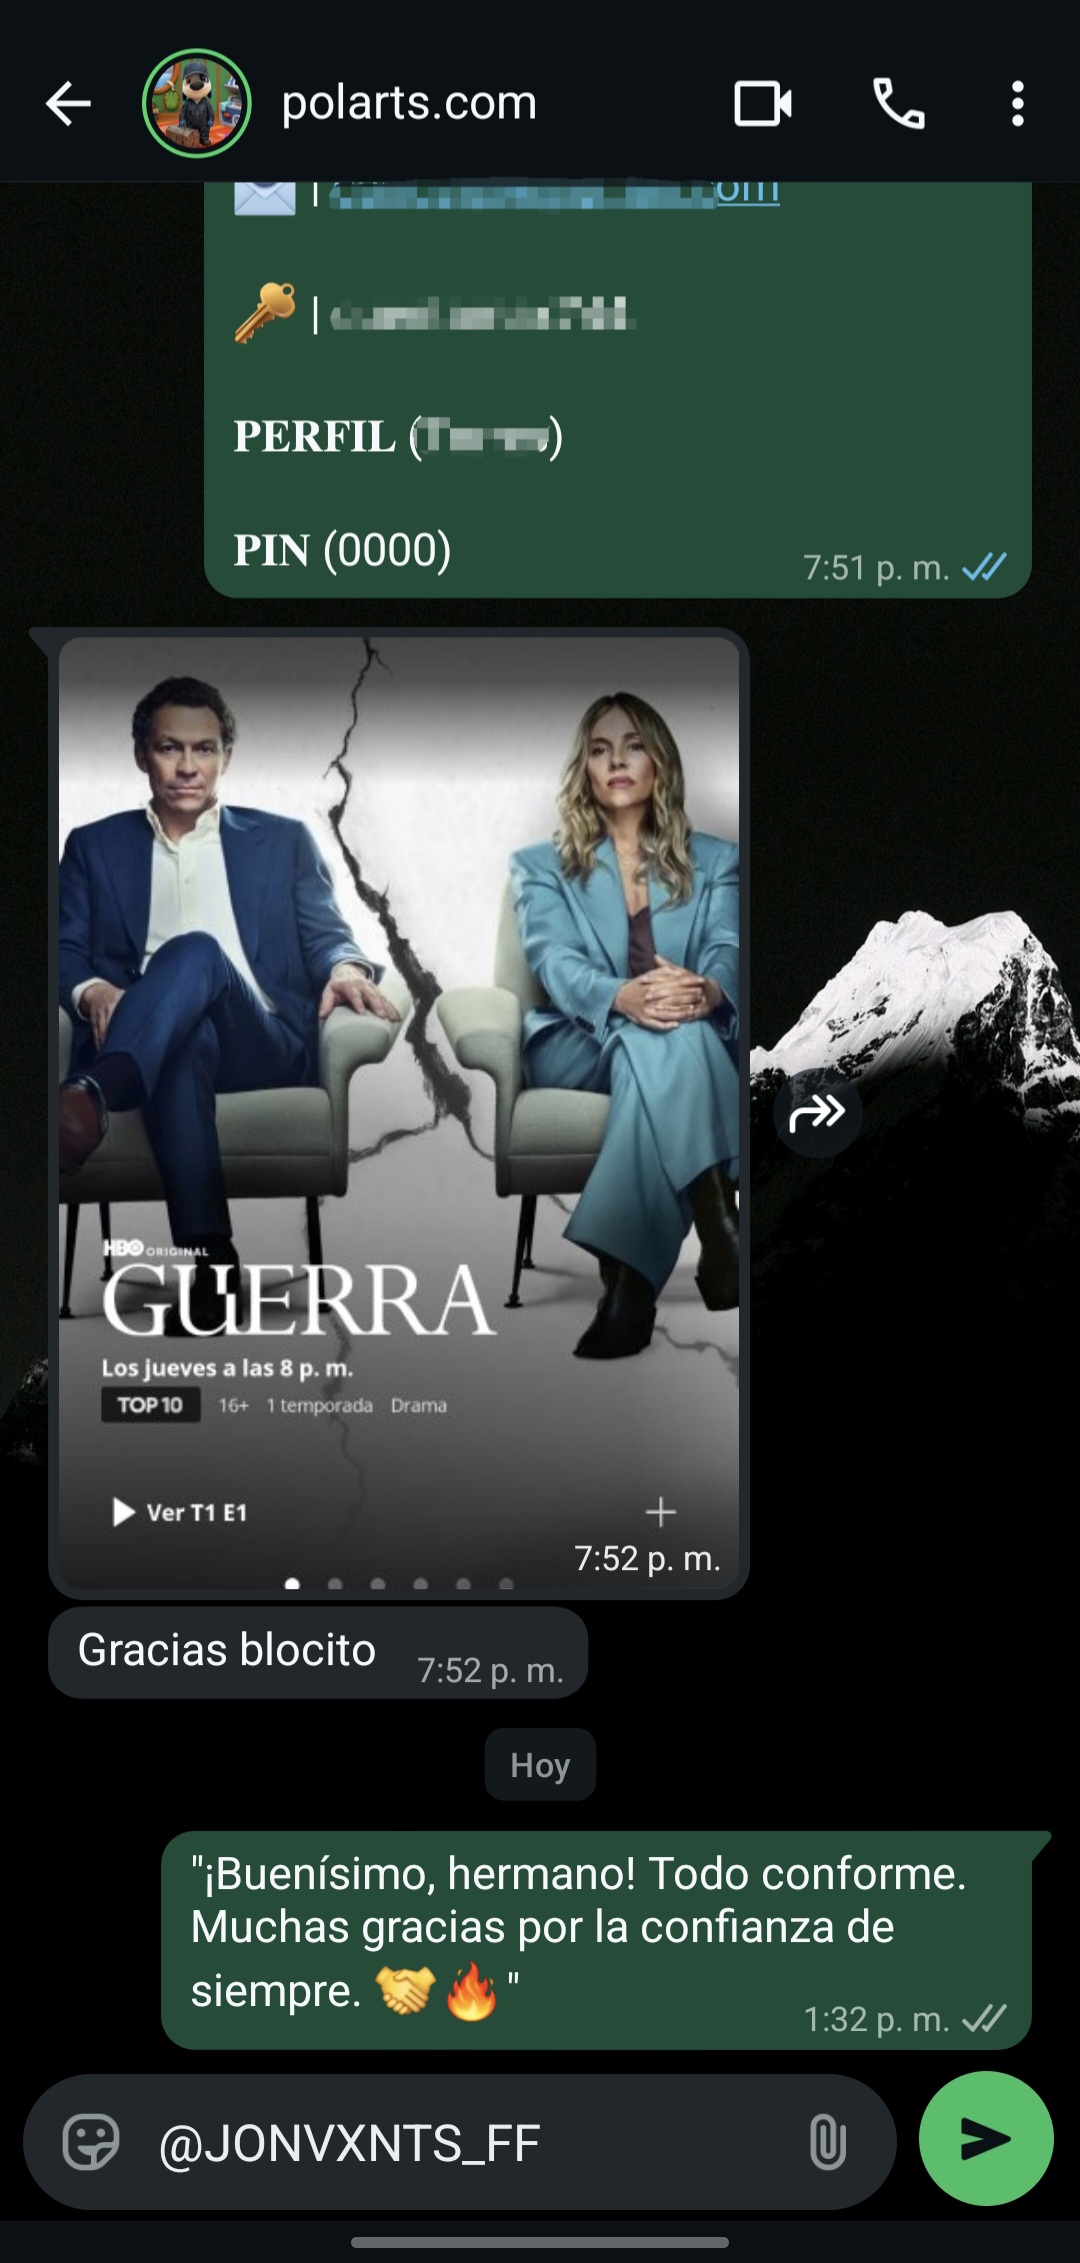 polarts.com
| om
|
PERFIL ( )
PIN (0000)
7:51 p. m.
HBO ORIGINAL
GUERRA
Los jueves a las 8 p. m.
TOP 10 16+ 1 temporada Drama
Ver T1 E1
7:52 p. m.
Gracias blocito 7:52 p. m.
Hoy
"¡Buenísimo, hermano! Todo conforme.
Muchas gracias por la confianza de
siempre. 🤝🔥"
1:32 p. m.
@JONVXNTS_FF